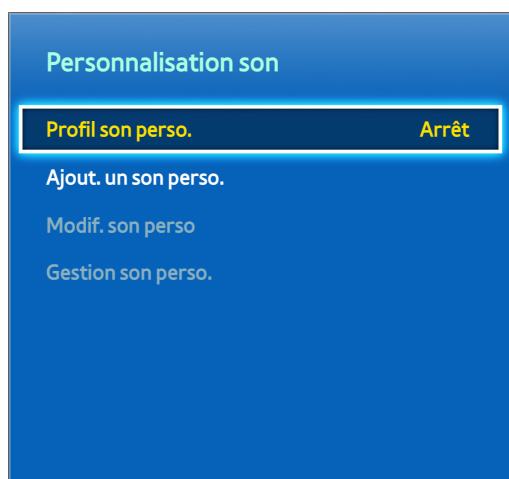 Personnalisation son
Profil son perso. Arrêt
Ajout. un son perso.
Modif. son perso
Gestion son perso.